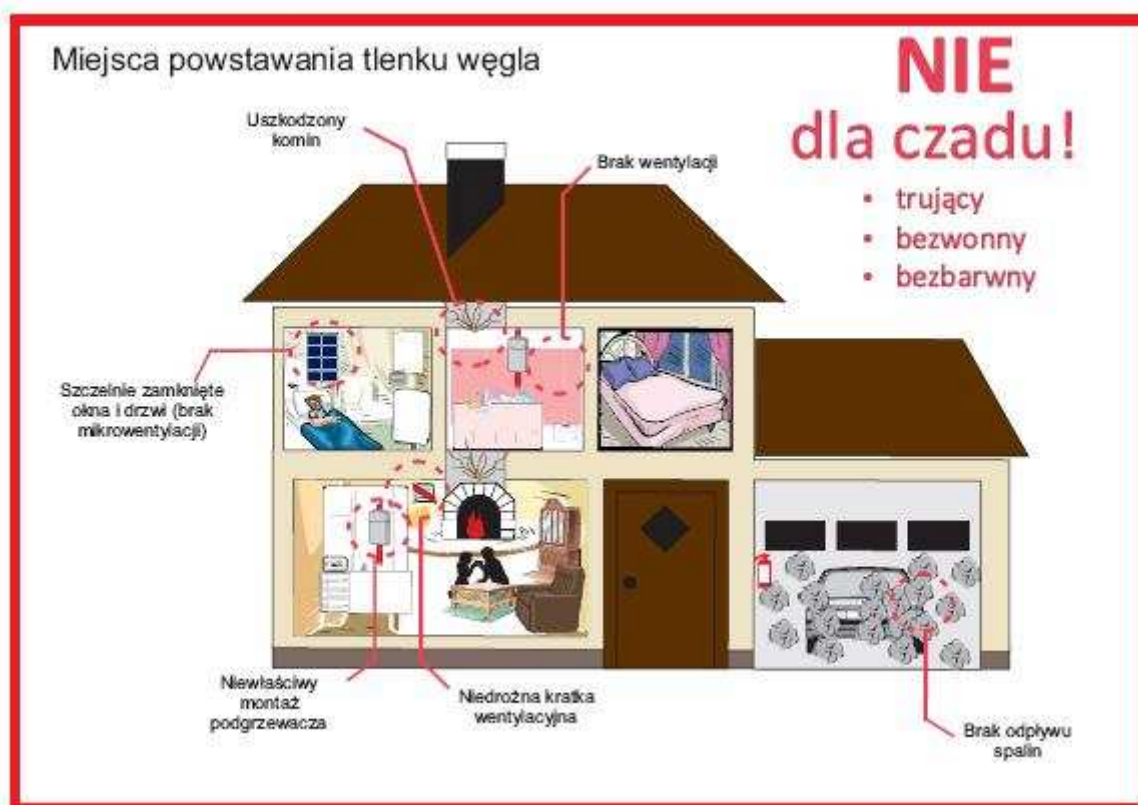 Miejsca powstawania tlenku węgla
NIE
dla czadu!
• trujący
• bezwonny
• bezbarwny
Uszkodzony
komin
Brak wentylacji
Szczelnie zamknięte
okna i drzwi (brak
mikrowentylacji)
Niewłaściwy
montaż
podgrzewacza
Niedrożna kratka
wentylacyjna
Brak odpływu
spalin